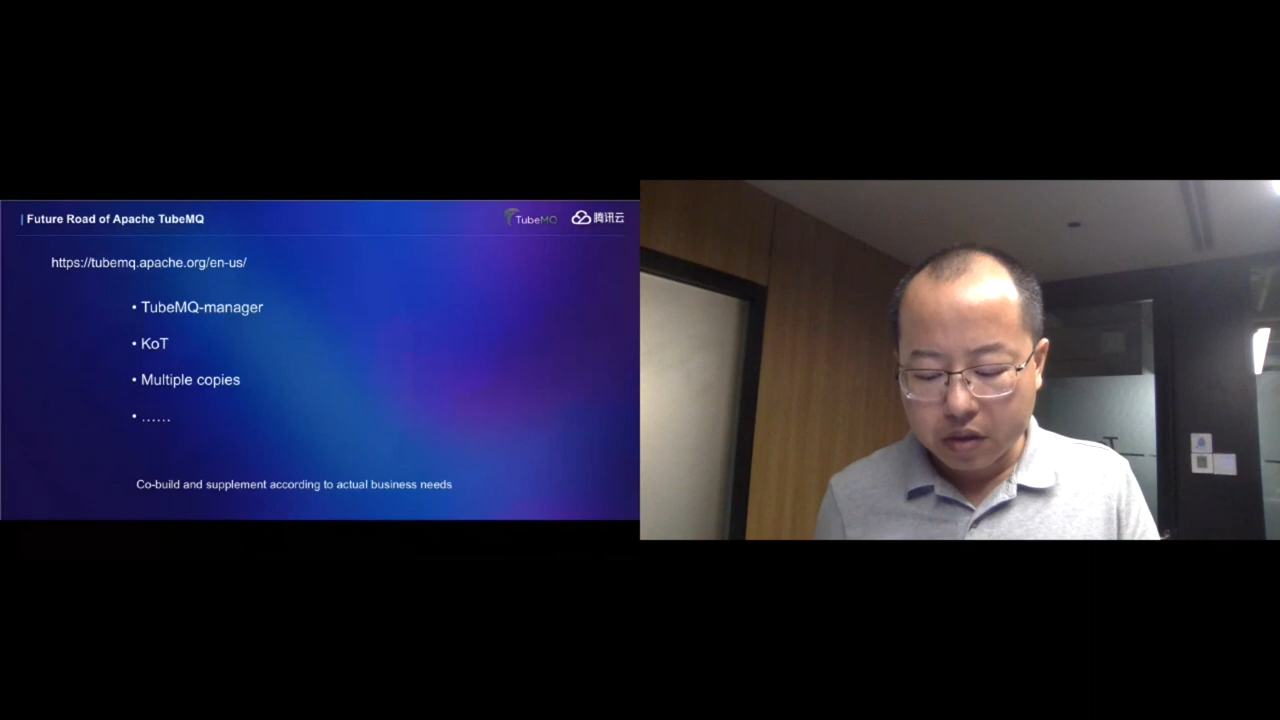 Future Road of Apache TubeMQ
TubeMQ
腾讯云
https://tubemq.apache.org/en-us/
• TubeMQ-manager
• KoT
• Multiple copies
• ......
Co-build and supplement according to actual business needs